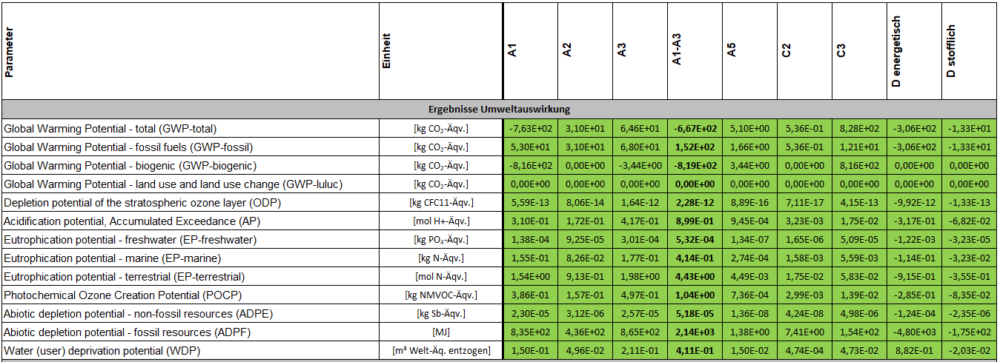 Parameter Einheit A1 A2 A3 A1-A3 A5 C2 C3 D energetisch D stofflich
Ergebnisse Umweltauswirkung
Global Warming Potential - total (GWP-total) [kg CO₂-Äqv.] -7,63E+02 3,10E+01 6,46E+01 -6,67E+02 5,10E+00 5,36E-01 8,28E+02 -3,06E+02 -1,33E+01
Global Warming Potential - fossil fuels (GWP-fossil) [kg CO₂-Äqv.] 5,30E+01 3,10E+01 6,80E+01 1,52E+02 1,66E+00 5,36E-01 1,21E+01 -3,06E+02 -1,33E+01
Global Warming Potential - biogenic (GWP-biogenic) [kg CO₂-Äqv.] -8,16E+02 0,00E+00 -3,44E+00 -8,19E+02 3,44E+00 0,00E+00 8,16E+02 0,00E+00 0,00E+00
Global Warming Potential - land use and land use change (GWP-luluc) [kg CO₂-Äqv.] 0,00E+00 0,00E+00 0,00E+00 0,00E+00 0,00E+00 0,00E+00 0,00E+00 0,00E+00 0,00E+00
Depletion potential of the stratospheric ozone layer (ODP) [kg CFC11-Äqv.] 5,59E-13 8,06E-14 1,64E-12 2,28E-12 8,89E-16 7,11E-17 4,15E-13 -9,92E-12 -1,33E-13
Acidification potential, Accumulated Exceedance (AP) [mol H+-Äqv.] 3,10E-01 1,72E-01 4,17E-01 8,99E-01 9,45E-04 3,23E-03 1,75E-02 -3,17E-01 -6,82E-02
Eutrophication potential - freshwater (EP-freshwater) [kg PO₄-Äqv.] 1,38E-04 9,25E-05 3,01E-04 5,32E-04 1,34E-07 1,65E-06 5,09E-05 -1,22E-03 -3,23E-05
Eutrophication potential - marine (EP-marine) [kg N-Äqv.] 1,55E-01 8,26E-02 1,77E-01 4,14E-01 2,74E-04 1,58E-03 5,59E-03 -1,14E-01 -3,23E-02
Eutrophication potential - terrestrial (EP-terrestrial) [mol N-Äqv.] 1,54E+00 9,13E-01 1,98E+00 4,43E+00 4,49E-03 1,75E-02 5,83E-02 -9,15E-01 -3,55E-01
Photochemical Ozone Creation Potential (POCP) [kg NMVOC-Äqv.] 3,86E-01 1,57E-01 4,97E-01 1,04E+00 7,36E-04 2,99E-03 1,39E-02 -2,85E-01 -8,35E-02
Abiotic depletion potential - non-fossil resources (ADPE) [kg Sb-Äqv.] 2,30E-05 3,12E-06 2,57E-05 5,18E-05 1,36E-08 4,24E-08 4,98E-06 -1,24E-04 -2,35E-06
Abiotic depletion potential - fossil resources (ADPF) [MJ] 8,35E+02 4,36E+02 8,65E+02 2,14E+03 1,38E+00 7,41E+00 1,54E+02 -4,80E+03 -1,75E+02
Water (user) deprivation potential (WDP) [m³ Welt-Äq. entzogen] 1,50E-01 4,96E-02 2,11E-01 4,11E-01 1,50E-02 4,74E-04 4,73E-02 8,82E-01 -2,03E-02